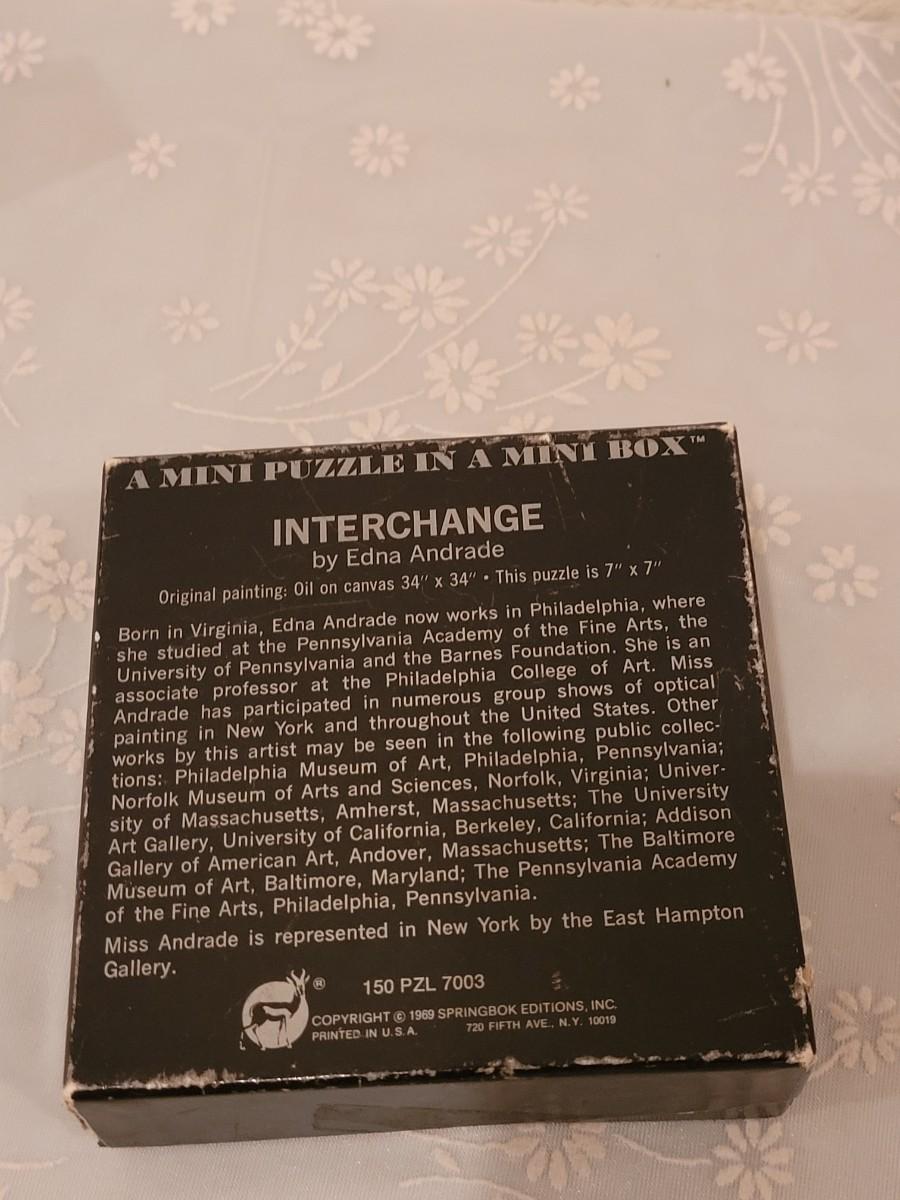 A MINI PUZZLE IN A MINI BOX™
INTERCHANGE
by Edna Andrade
Original painting: Oil on canvas 34" x 34" • This puzzle is 7" x 7"
Born in Virginia, Edna Andrade now works in Philadelphia, where
she studied at the Pennsylvania Academy of the Fine Arts, the
University of Pennsylvania and the Barnes Foundation. She is an
associate professor at the Philadelphia College of Art. Miss
Andrade has participated in numerous group shows of optical
painting in New York and throughout the United States. Other
works by this artist may be seen in the following public collec-
tions: Philadelphia Museum of Art, Philadelphia, Pennsylvania;
Norfolk Museum of Arts and Sciences, Norfolk, Virginia; Univer-
sity of Massachusetts, Amherst, Massachusetts; The University
Art Gallery, University of California, Berkeley, California; Addison
Gallery of American Art, Andover, Massachusetts; The Baltimore
Museum of Art, Baltimore, Maryland; The Pennsylvania Academy
of the Fine Arts, Philadelphia, Pennsylvania.
Miss Andrade is represented in New York by the East Hampton
Gallery.
® 150 PZL 7003
COPYRIGHT © 1969 SPRINGBOK EDITIONS, INC.
PRINTED IN U.S.A. 720 FIFTH AVE., N.Y. 10019